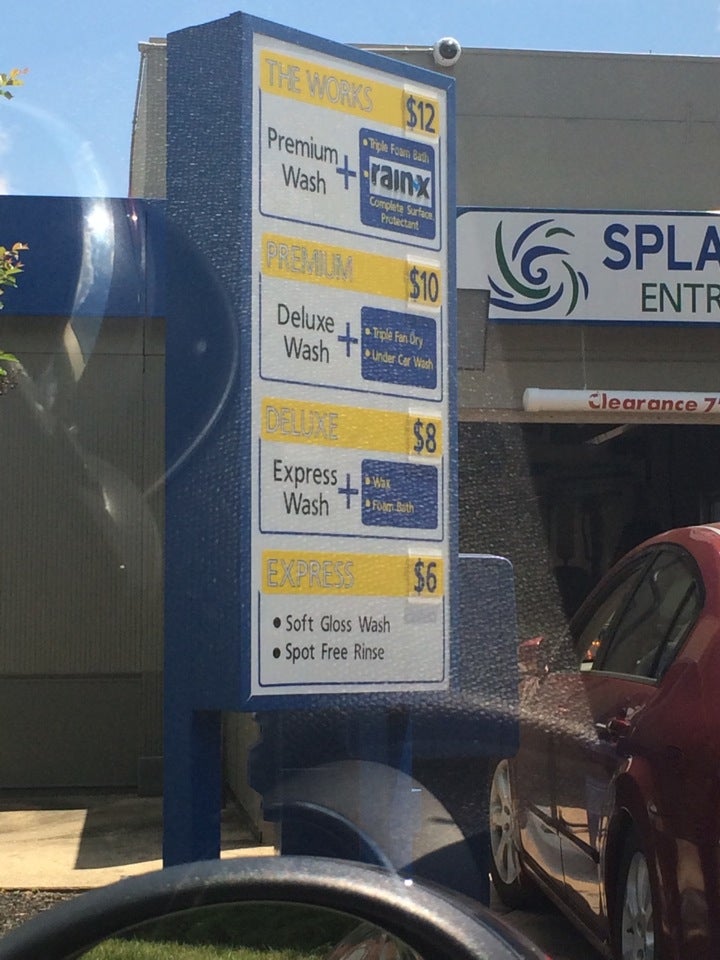 THE WORKS
$12
Premium
Wash
+
• Triple Foam Bath
• rain-x
Complete Surface
Protectant
PREMIUM
$10
Deluxe
Wash
+
• Triple Fan Dry
• Under Car Wash
DELUXE
$8
Express
Wash
+
• Wax
• Foam Bath
EXPRESS
$6
• Soft Gloss Wash
• Spot Free Rinse
SPLA
ENTR
Clearance 7'